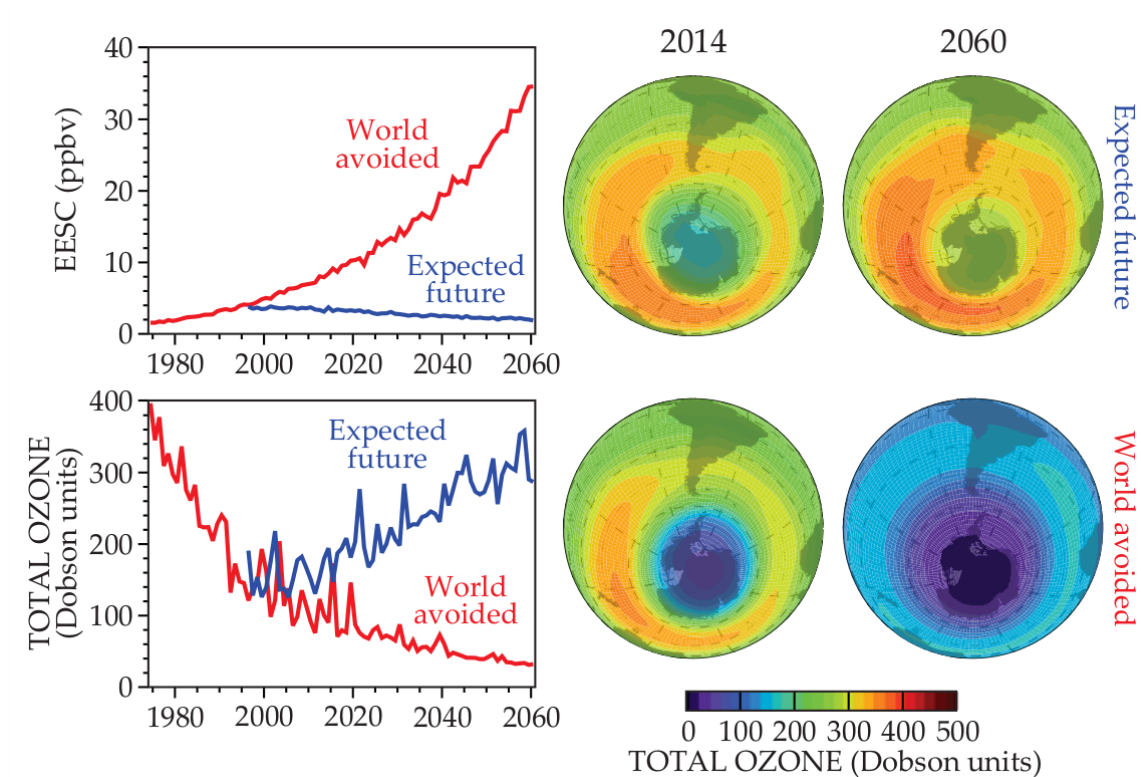 2014
2060
40
30
20
10
0
EESC (ppbv)
World
avoided
Expected
future
1980
2000
2020
2040
2060
Expected future
400
300
200
100
0
TOTAL OZONE
(Dobson units)
Expected
future
World
avoided
1980
2000
2020
2040
2060
World avoided
0 100 200 300 400 500
TOTAL OZONE (Dobson units)